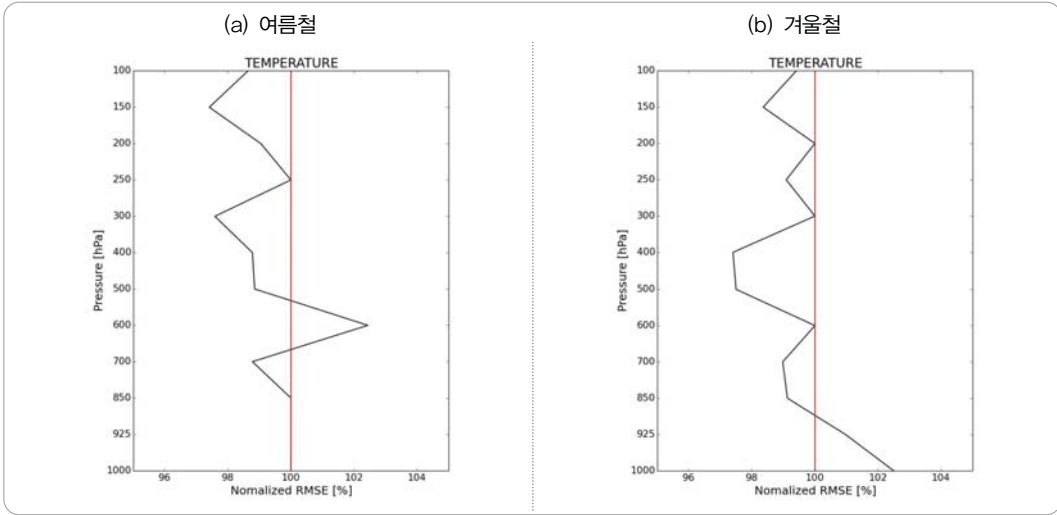 (a) 여름철
TEMPERATURE
100
150
200
250
300
400
500
600
700
850
925
1000
Pressure [hPa]
96 98 100 102 104
Nomalized RMSE [%]
(b) 겨울철
TEMPERATURE
100
150
200
250
300
400
500
600
700
850
925
1000
Pressure [hPa]
96 98 100 102 104
Nomalized RMSE [%]